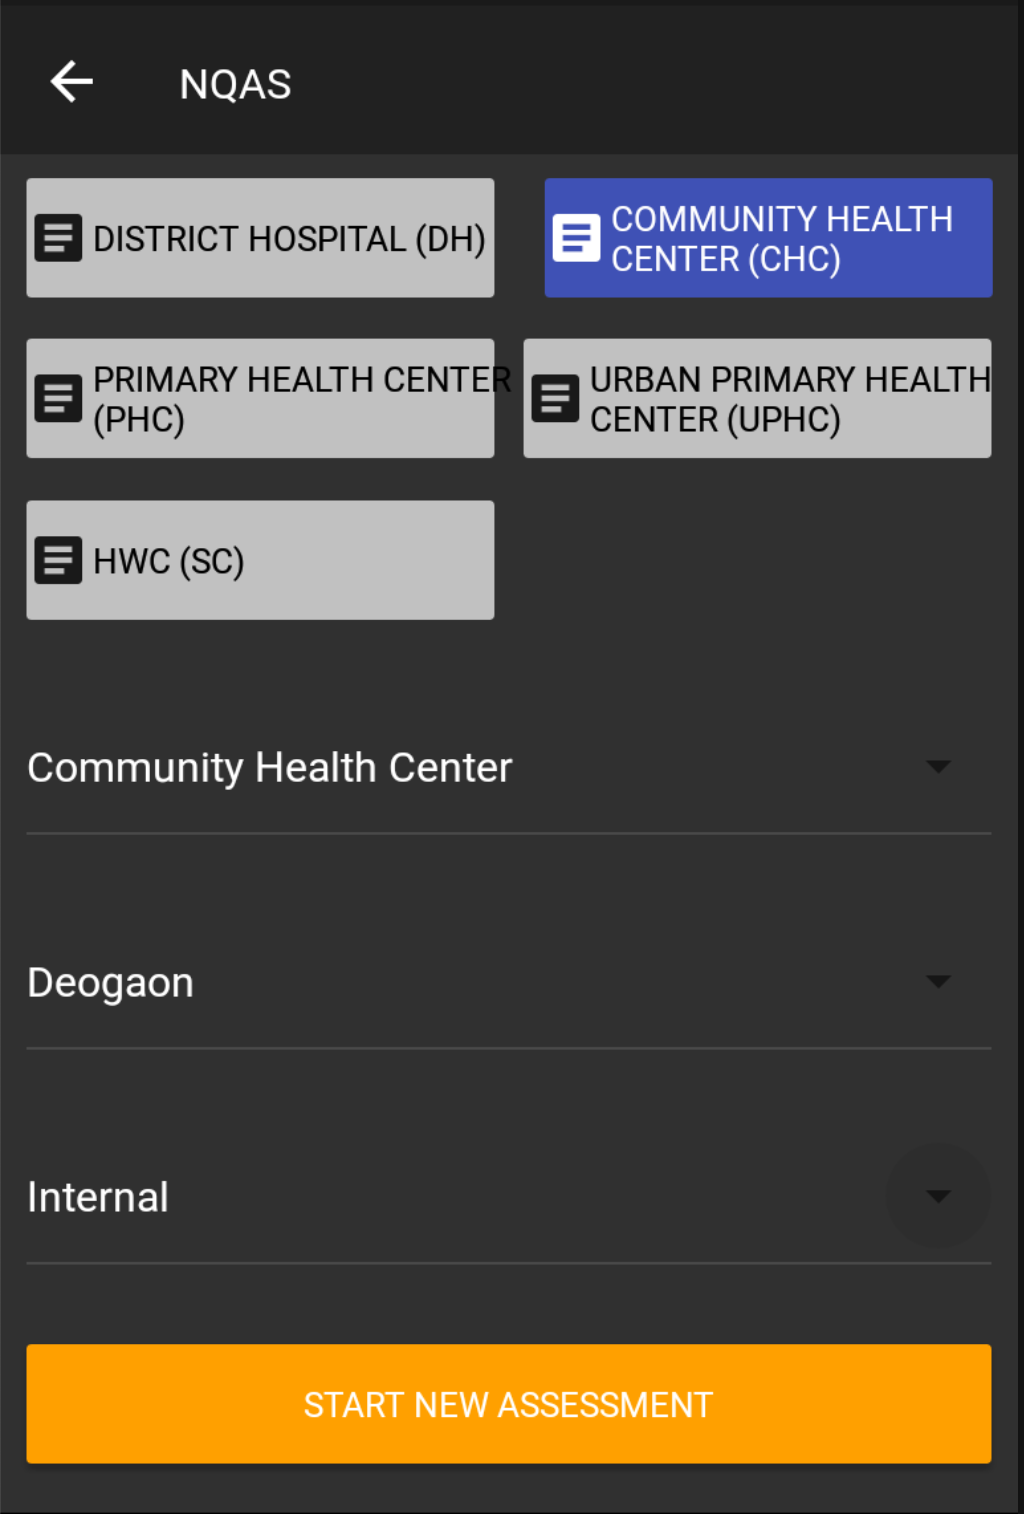 NQAS
DISTRICT HOSPITAL (DH)
COMMUNITY HEALTH
CENTER (CHC)
PRIMARY HEALTH CENTER
(PHC)
URBAN PRIMARY HEALTH
CENTER (UPHC)
HWC (SC)
Community Health Center
Deogaon
Internal
START NEW ASSESSMENT